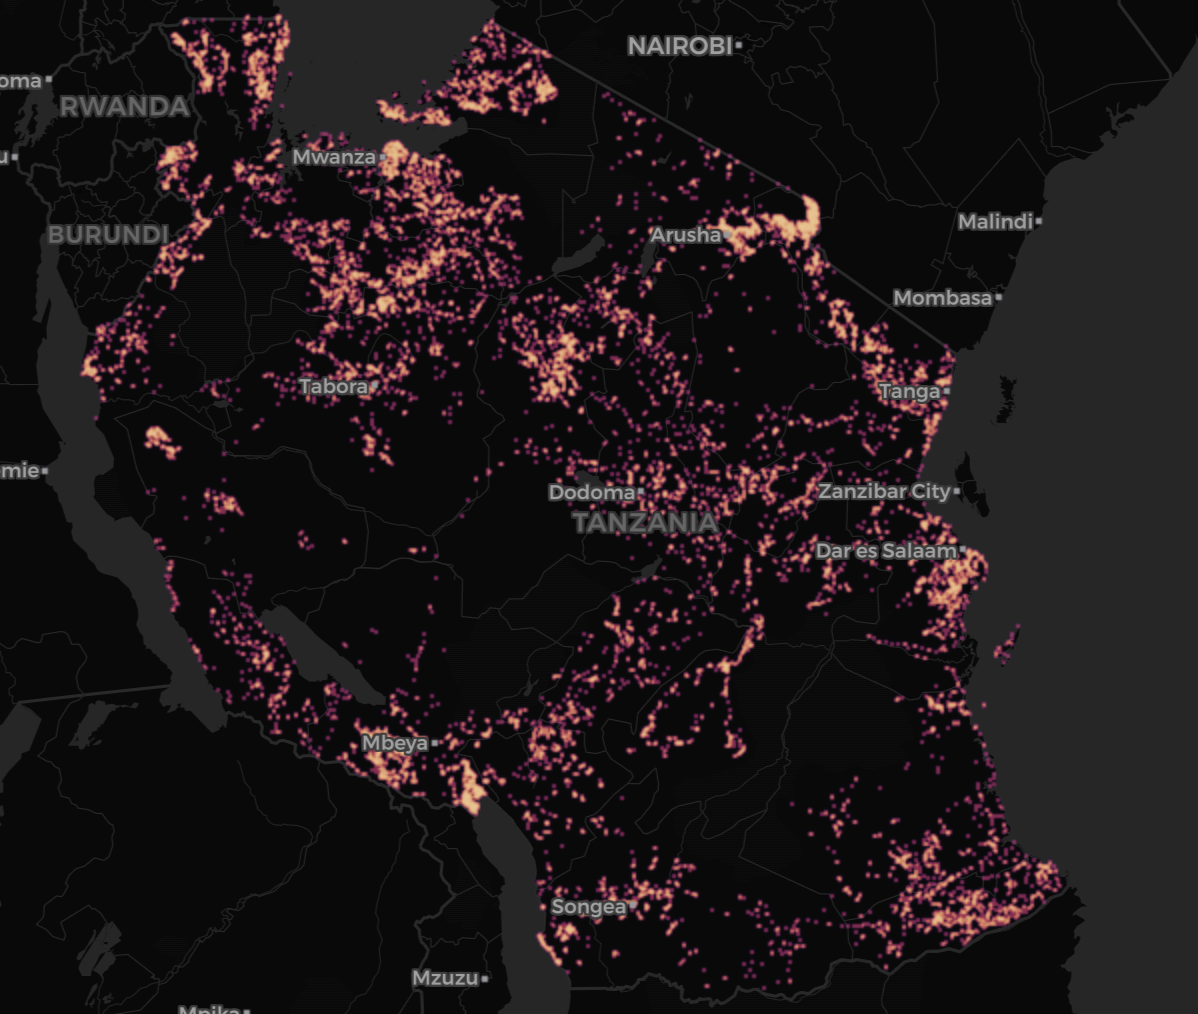 NAIROBI
oma
RWANDA
u
Mwanza
Malindi
BURUNDI
Arusha
Mombasa
Tabora
Tanga
mie
Dodoma
Zanzibar City
TANZANIA
Dar es Salaam
Mbeya
Songea
Mzuzu
Mpika